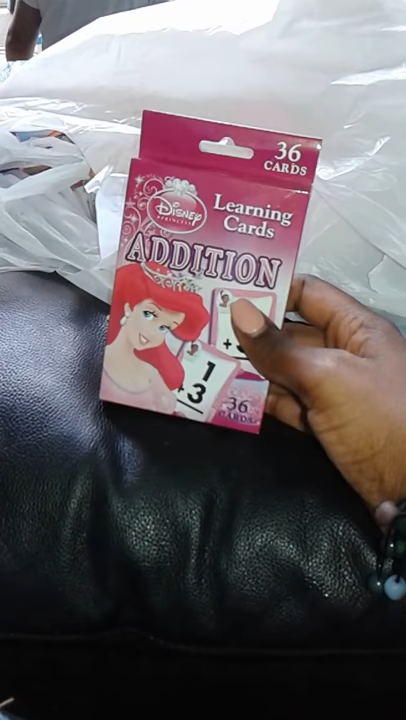 36
CARDS
Disney
PRINCESS
Learning
Cards
ADDITION
+
1
+3
36
CARDS